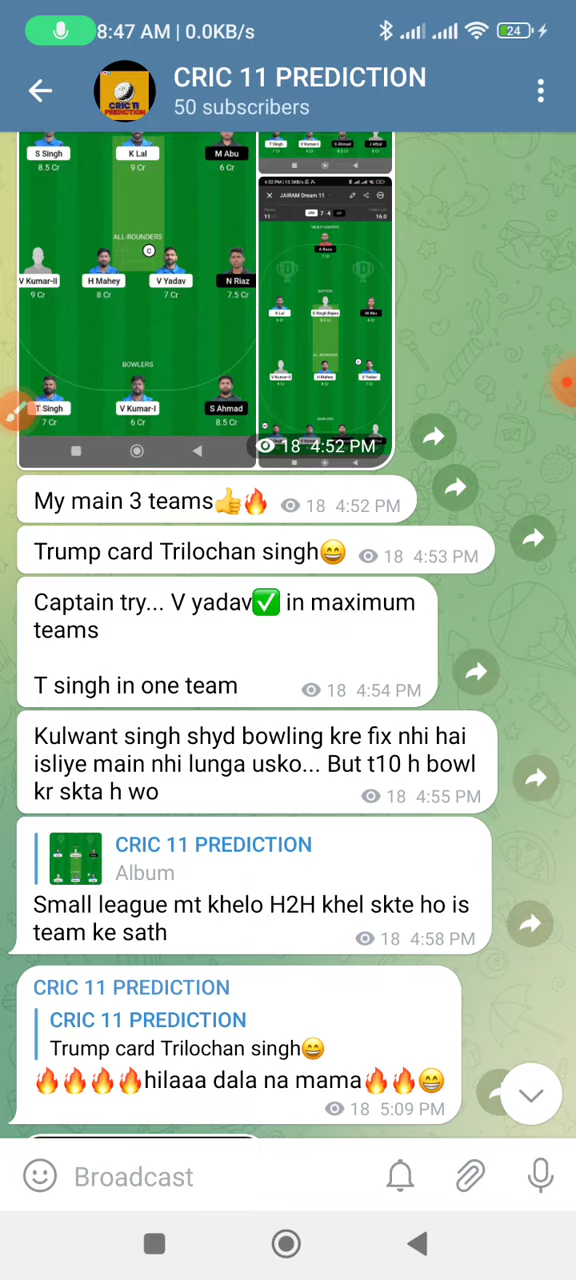 8:47 AM | 0.0KB/s
24
CRIC 11 PREDICTION
50 subscribers
CRIC 11
PREDICTION
S Singh
K Lal
M Abu
8.5 Cr
9 Cr
6 Cr
ALL-ROUNDERS
C
V Kumar-II
H Mahey
V Yadav
N Riaz
9 Cr
8 Cr
7 Cr
7.5 Cr
BOWLERS
T Singh
V Kumar-I
S Ahmad
7 Cr
6 Cr
8.5 Cr
JAIRAM Dream 11
18 4:52 PM
My main 3 teams👍🔥 18 4:52 PM
Trump card Trilochan singh😄 18 4:53 PM
Captain try... V yadav✅ in maximum
teams
T singh in one team 18 4:54 PM
Kulwant singh shyd bowling kre fix nhi hai
isliye main nhi lunga usko... But t10 h bowl
kr skta h wo 18 4:55 PM
CRIC 11 PREDICTION
Album
Small league mt khelo H2H khel skte ho is
team ke sath 18 4:58 PM
CRIC 11 PREDICTION
CRIC 11 PREDICTION
Trump card Trilochan singh😄
🔥🔥🔥🔥hilaaa dala na mama🔥🔥😄
18 5:09 PM
Broadcast